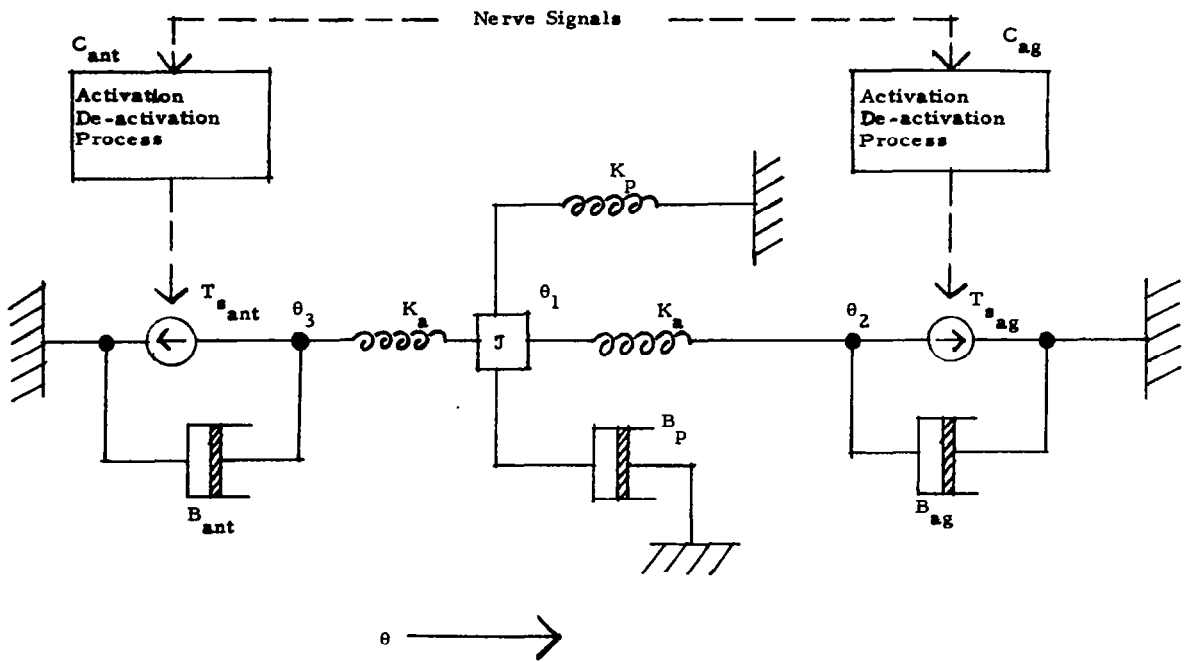 Nerve Signals
C_ant
C_ag
Activation
De-activation
Process
Activation
De-activation
Process
K_p
T_s_ant
θ_3
K_a
θ_1
J
K_a
θ_2
T_s_ag
B_p
B_ant
B_ag
θ